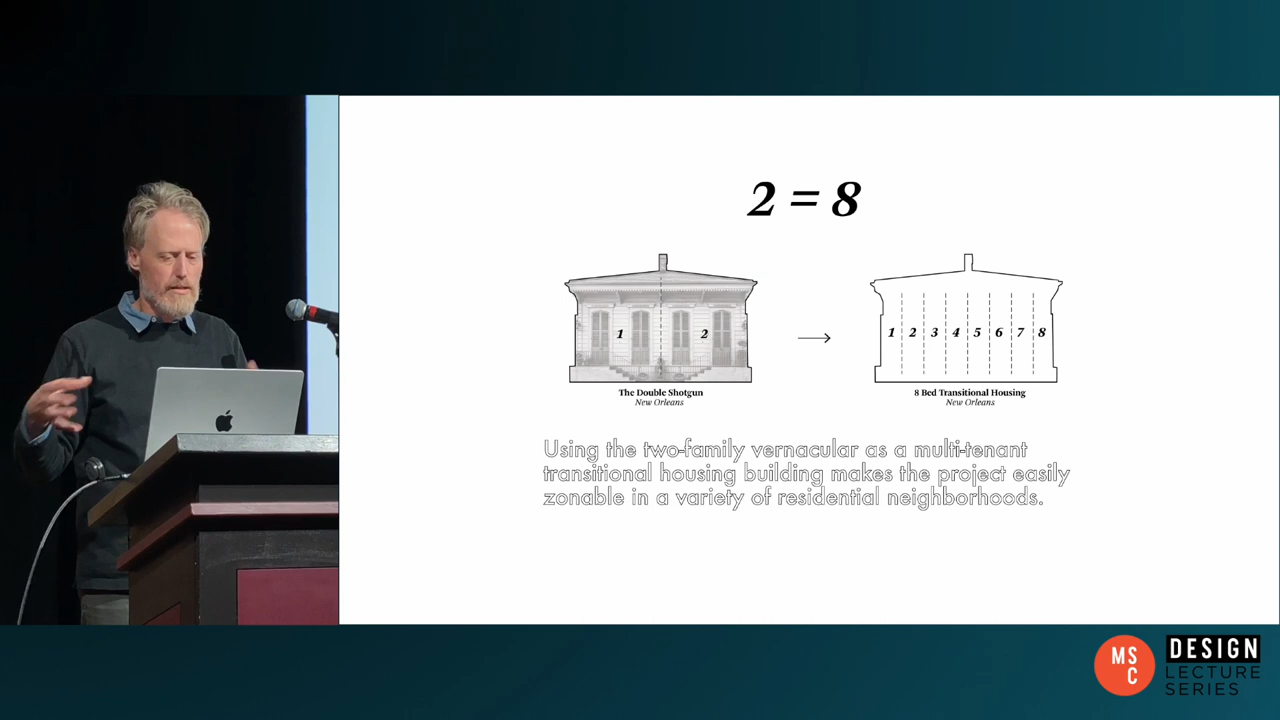 2 = 8
1
2
1 2 3 4 5 6 7 8
The Double Shotgun
New Orleans
8 Bed Transitional Housing
New Orleans
Using the two-family vernacular as a multi-tenant
transitional housing building makes the project easily
zonable in a variety of residential neighborhoods.
MS
C
DESIGN
LECTURE
SERIES